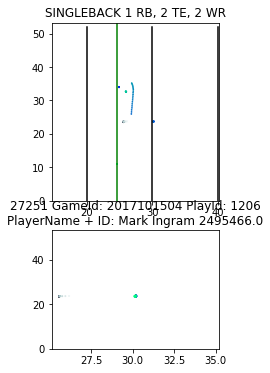 SINGLEBACK 1 RB, 2 TE, 2 WR
50
40
30
20
10
0
20 30 40
27251 GameId: 2017101504 PlayId: 1206
PlayerName + ID: Mark Ingram 2495466.0
40
20
0
27.5 30.0 32.5 35.0